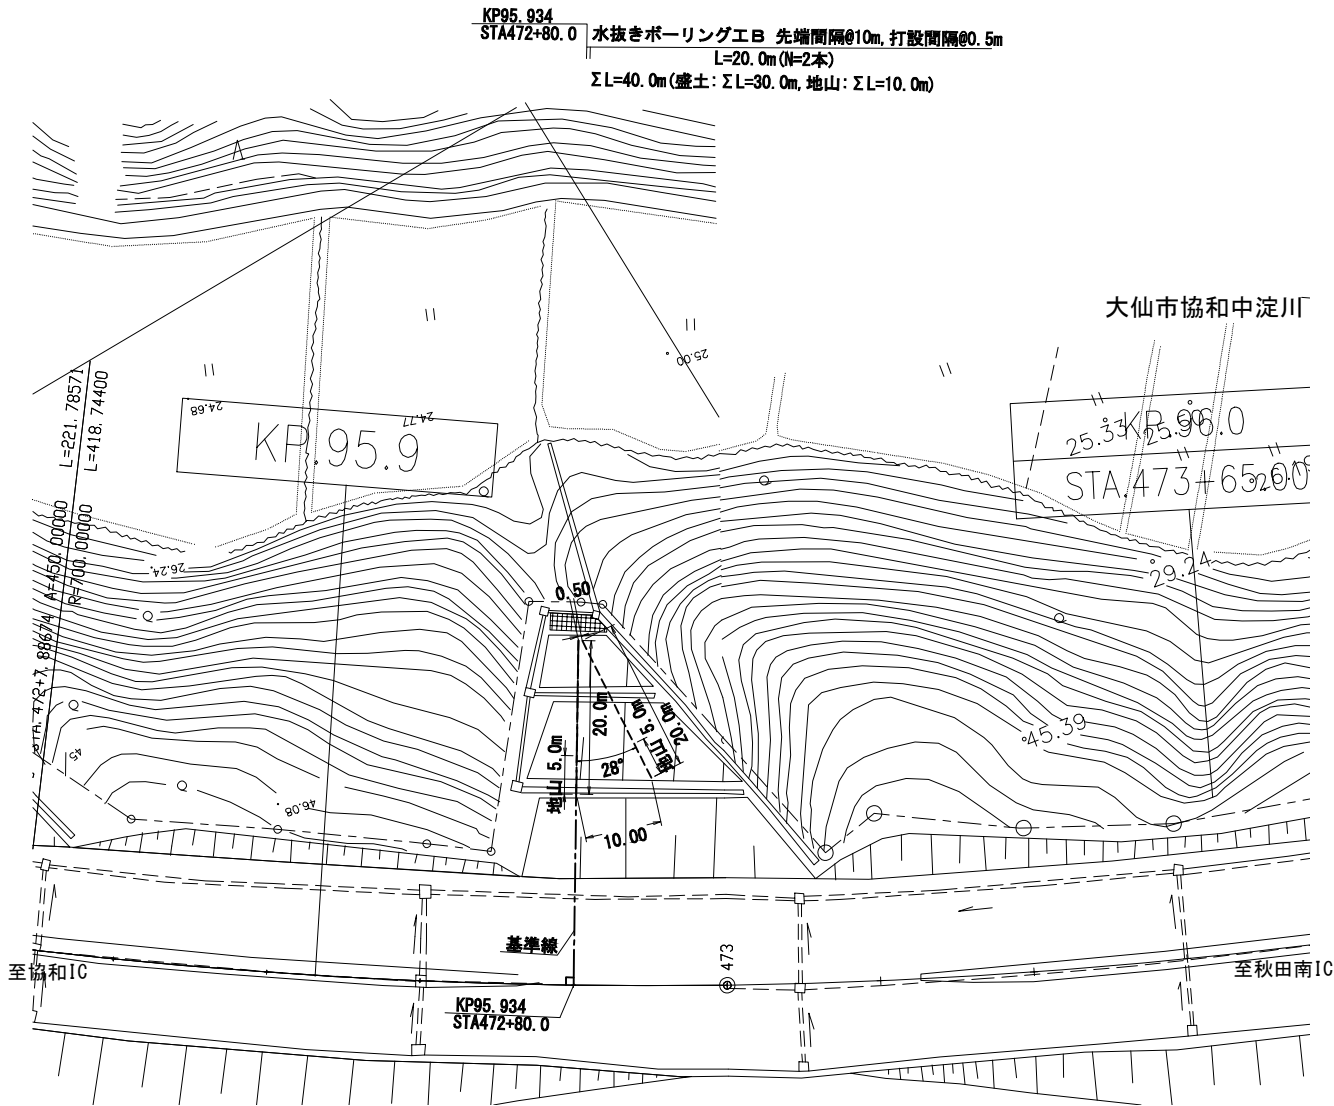 KP95.934
STA472+80.0
水抜きボーリング工B 先端間隔@10m,打設間隔@0.5m
L=20.0m(N=2本)
ΣL=40.0m(盛土：ΣL=30.0m,地山：ΣL=10.0m)
大仙市協和中淀川
25.00
24.68
24.77
KP.95.9
L=221.78571
L=418.74400
A=450.00000
R=700.00000
KP.96.0
25.33
STA.473+65.00
26.24
29.24
0.50
20.0m
地山 5.0m
地山 5.0m
20.0m
28°
10.00
45.39
45
46.08
基準線
473
至協和IC
至秋田南IC
KP95.934
STA472+80.0